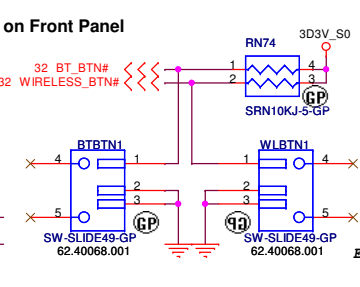 on Front Panel
RN74
3D3V_S0
32 BT_BTN#
32 WIRELESS_BTN#
1
2
4
3
GP
SRN10KJ-5-GP
BTBTN1
WLBTN1
4
1
1
4
2
3
2
3
5
GP
GP
5
SW-SLIDE49-GP
SW-SLIDE49-GP
62.40068.001
62.40068.001